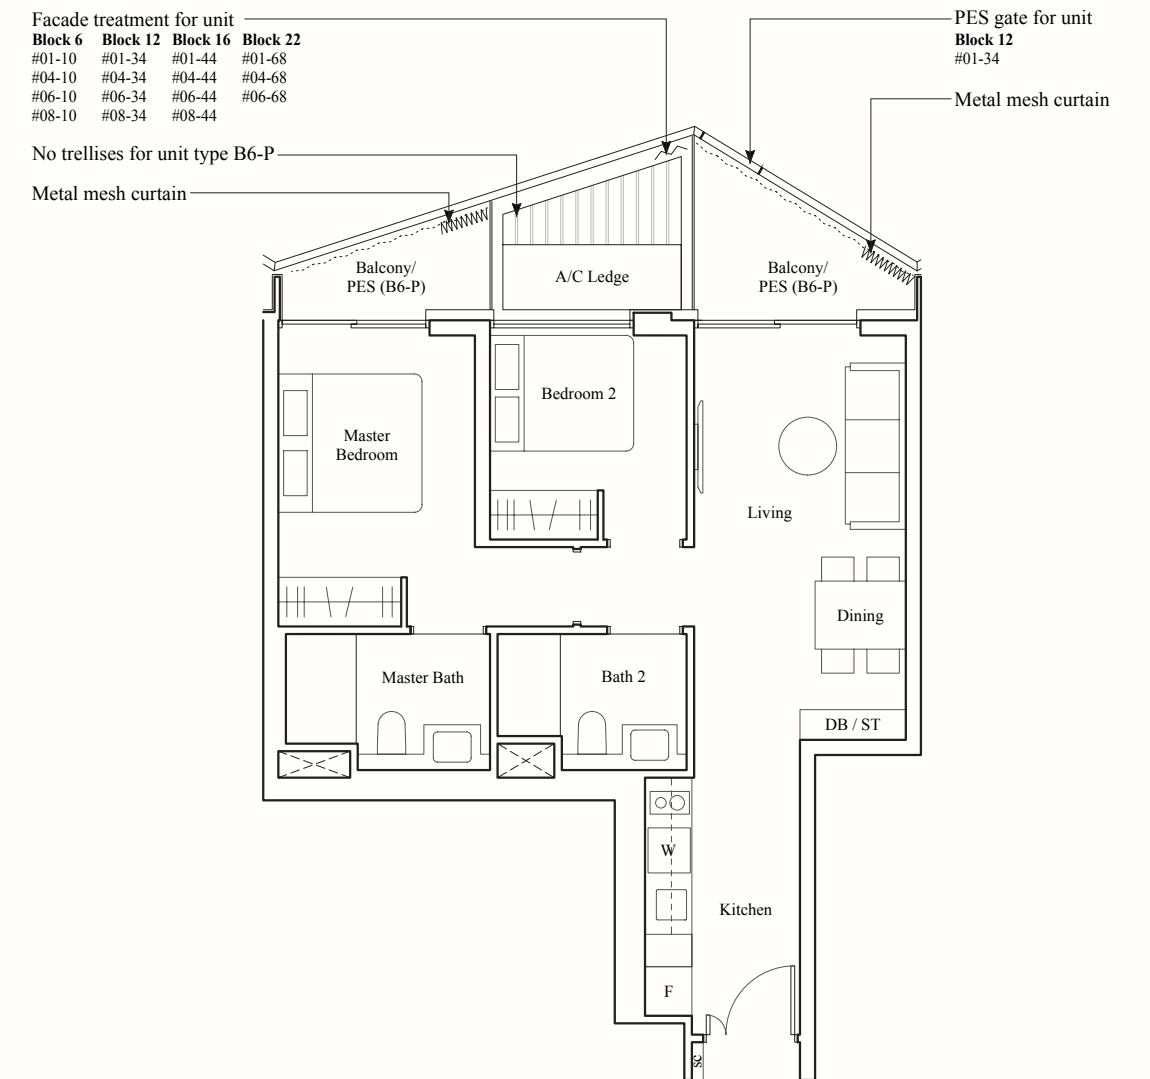 Facade treatment for unit
Block 6 Block 12 Block 16 Block 22
#01-10 #01-34 #01-44 #01-68
#04-10 #04-34 #04-44 #04-68
#06-10 #06-34 #06-44 #06-68
#08-10 #08-34 #08-44
PES gate for unit
Block 12
#01-34
Metal mesh curtain
No trellises for unit type B6-P
Metal mesh curtain
Balcony/
PES (B6-P)
A/C Ledge
Balcony/
PES (B6-P)
Bedroom 2
Master
Bedroom
Living
Dining
Master Bath
Bath 2
DB / ST
W
Kitchen
F
SC